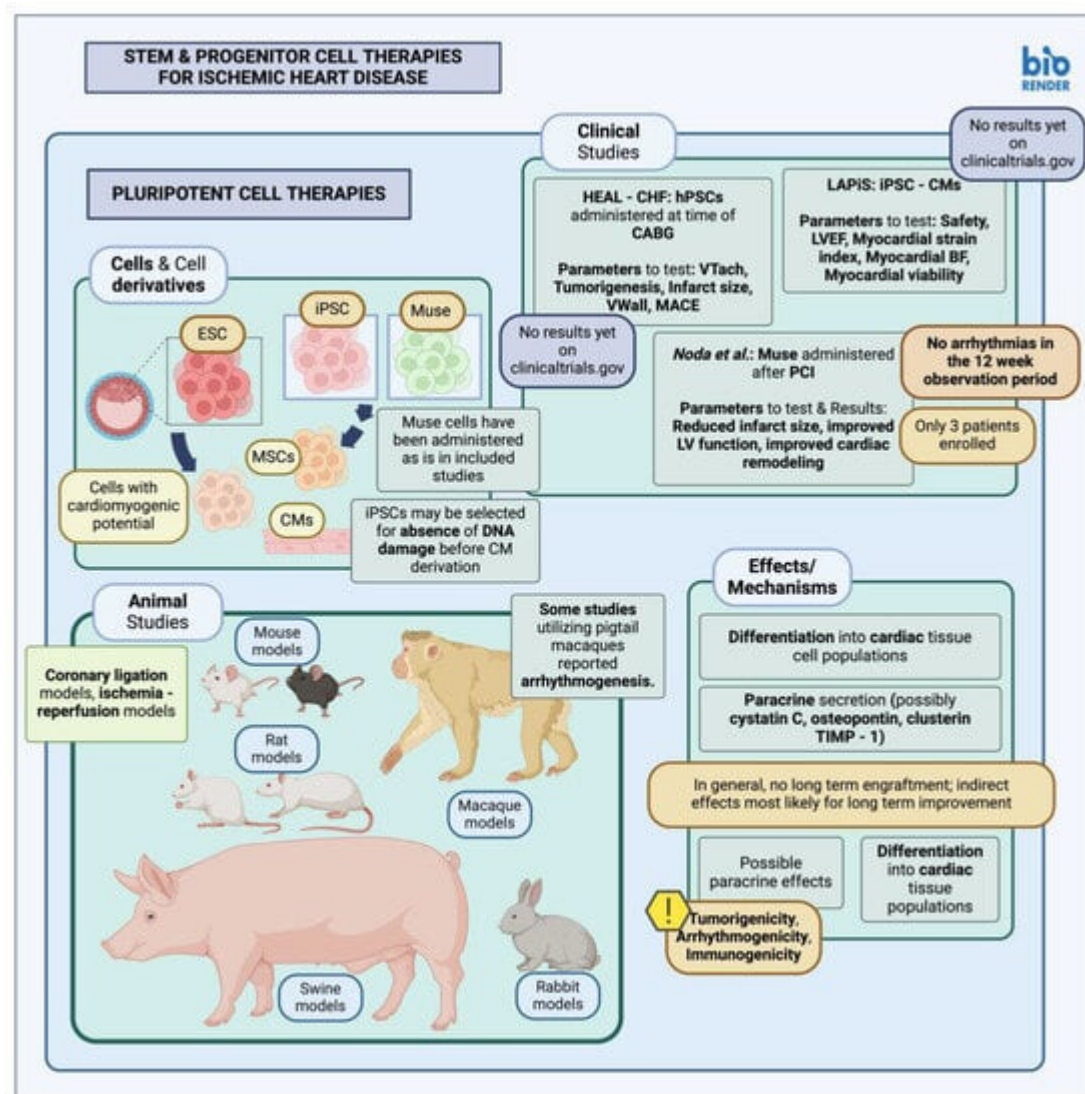 STEM & PROGENITOR CELL THERAPIES
FOR ISCHEMIC HEART DISEASE
bio
RENDER
PLURIPOTENT CELL THERAPIES
Cells & Cell
derivatives
ESC
iPSC
Muse
MSCs
CMs
Cells with
cardiomyogenic
potential
Muse cells have
been administered
as is in included
studies
iPSCs may be selected
for absence of DNA
damage before CM
derivation
Clinical
Studies
No results yet
on
clinicaltrials.gov
HEAL - CHF: hPSCs
administered at time of
CABG
Parameters to test: VTach,
Tumorigenesis, Infarct size,
VWall, MACE
LAPiS: iPSC - CMs
Parameters to test: Safety,
LVEF, Myocardial strain
index, Myocardial BF,
Myocardial viability
No results yet
on
clinicaltrials.gov
Noda et al.: Muse administered
after PCI
Parameters to test & Results:
Reduced infarct size, improved
LV function, improved cardiac
remodeling
No arrhythmias in
the 12 week
observation period
Only 3 patients
enrolled
Animal
Studies
Coronary ligation
models, ischemia -
reperfusion models
Mouse
models
Rat
models
Some studies
utilizing pigtail
macaques
reported
arrhythmogenesis.
Macaque
models
Swine
models
Rabbit
models
Effects/
Mechanisms
Differentiation into cardiac tissue
cell populations
Paracrine secretion (possibly
cystatin C, osteopontin, clusterin
TIMP - 1)
In general, no long term engraftment; indirect
effects most likely for long term improvement
Possible
paracrine effects
Differentiation
into cardiac
tissue
populations
!
Tumorigenicity,
Arrhythmogenicity,
Immunogenicity